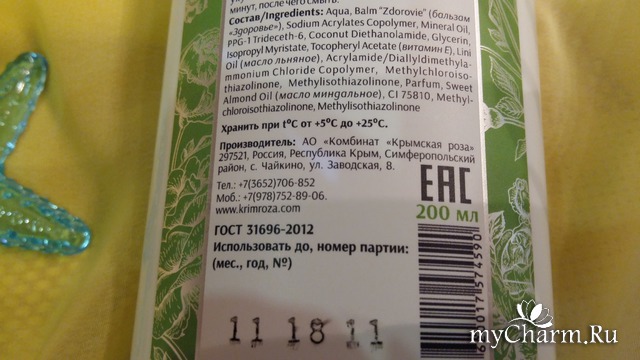 минут, после чего смыть.
Состав/Ingredients: Aqua, Balm "Zdorovie" (бальзам
«Здоровье»), Sodium Acrylates Copolymer, Mineral Oil,
PPG-1 Trideceth-6, Coconut Diethanolamide, Glycerin,
Isopropyl Myristate, Tocopheryl Acetate (витамин Е), Lini
Oil (масло льняное), Acrylamide/Diallyldimethyla-
mmonium Chloride Copolymer, Methylchloroiso-
thiazolinone, Methylisothiazolinone, Parfum, Sweet
Almond Oil (масло миндальное), CI 75810, Methyl-
chloroisothiazolinone, Methylisothiazolinone
Хранить при t°С от +5°С до +25°С.
Производитель: АО «Комбинат «Крымская роза»
297521, Россия, Республика Крым, Симферопольский
район, с. Чайкино, ул. Заводская, 8.
Тел.: +7(3652)706-852
Моб.: +7(978)752-89-06.
www.krimroza.com
EAC
200 мл
ГОСТ 31696-2012
Использовать до, номер партии:
(мес., год, №)
11 18 11
myCharm.Ru